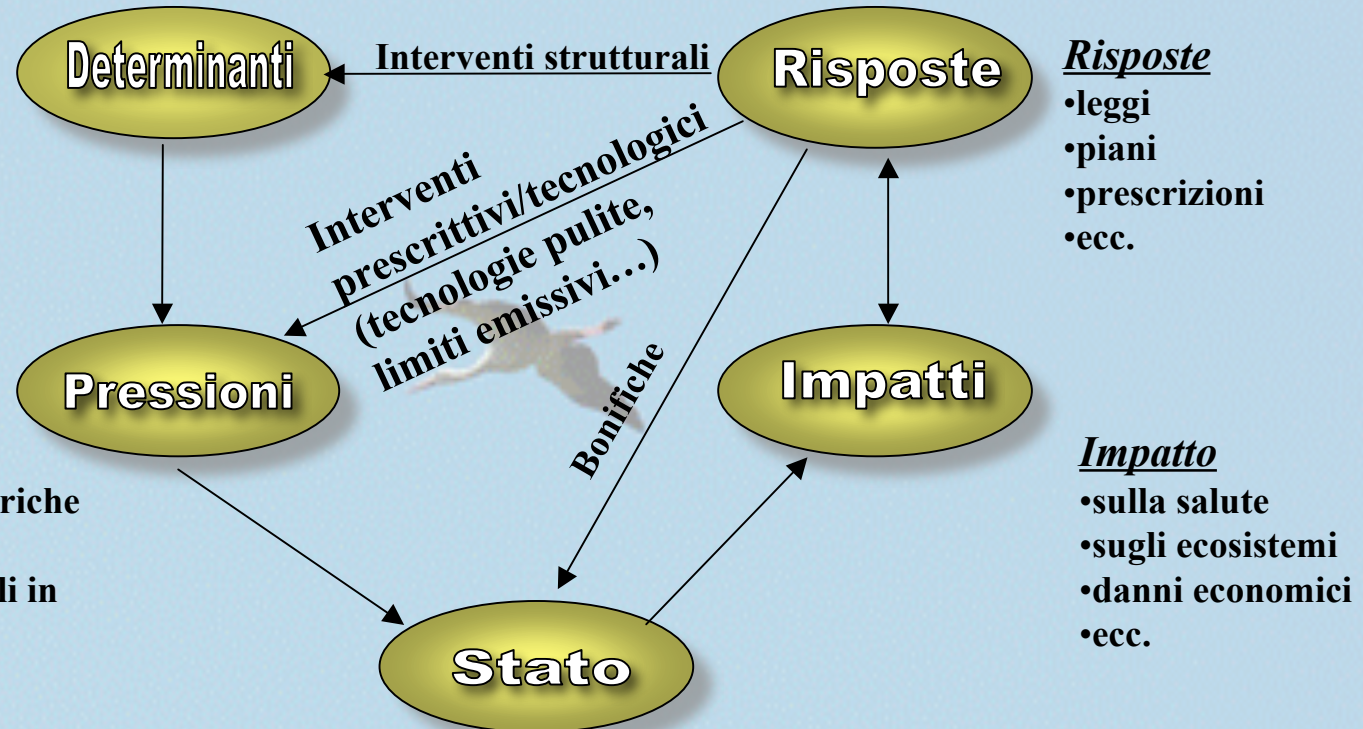 Determinanti
Interventi strutturali
Risposte
Risposte
•leggi
•piani
•prescrizioni
•ecc.
Interventi
prescrittivi/tecnologici
(tecnologie pulite,
limiti emissivi…)
Bonifiche
Pressioni
Impatti
riche
li in
Impatto
•sulla salute
•sugli ecosistemi
•danni economici
•ecc.
Stato